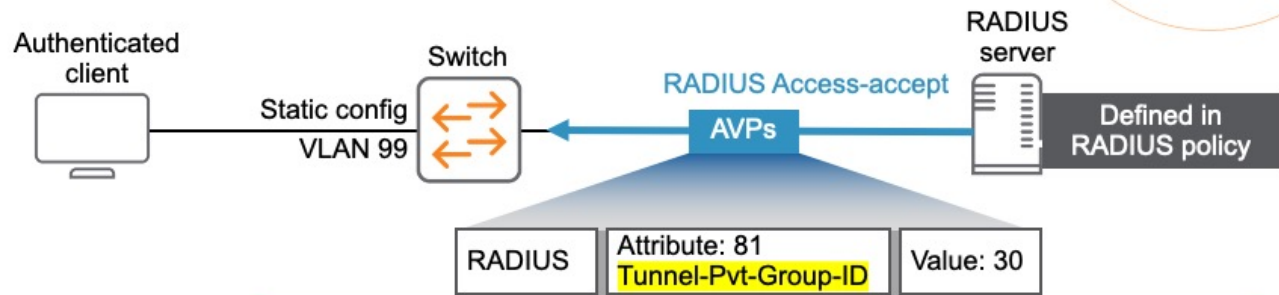 Authenticated
client
Static config
VLAN 99
Switch
RADIUS Access-accept
AVPs
RADIUS
server
Defined in
RADIUS policy
RADIUS
Attribute: 81
Tunnel-Pvt-Group-ID
Value: 30